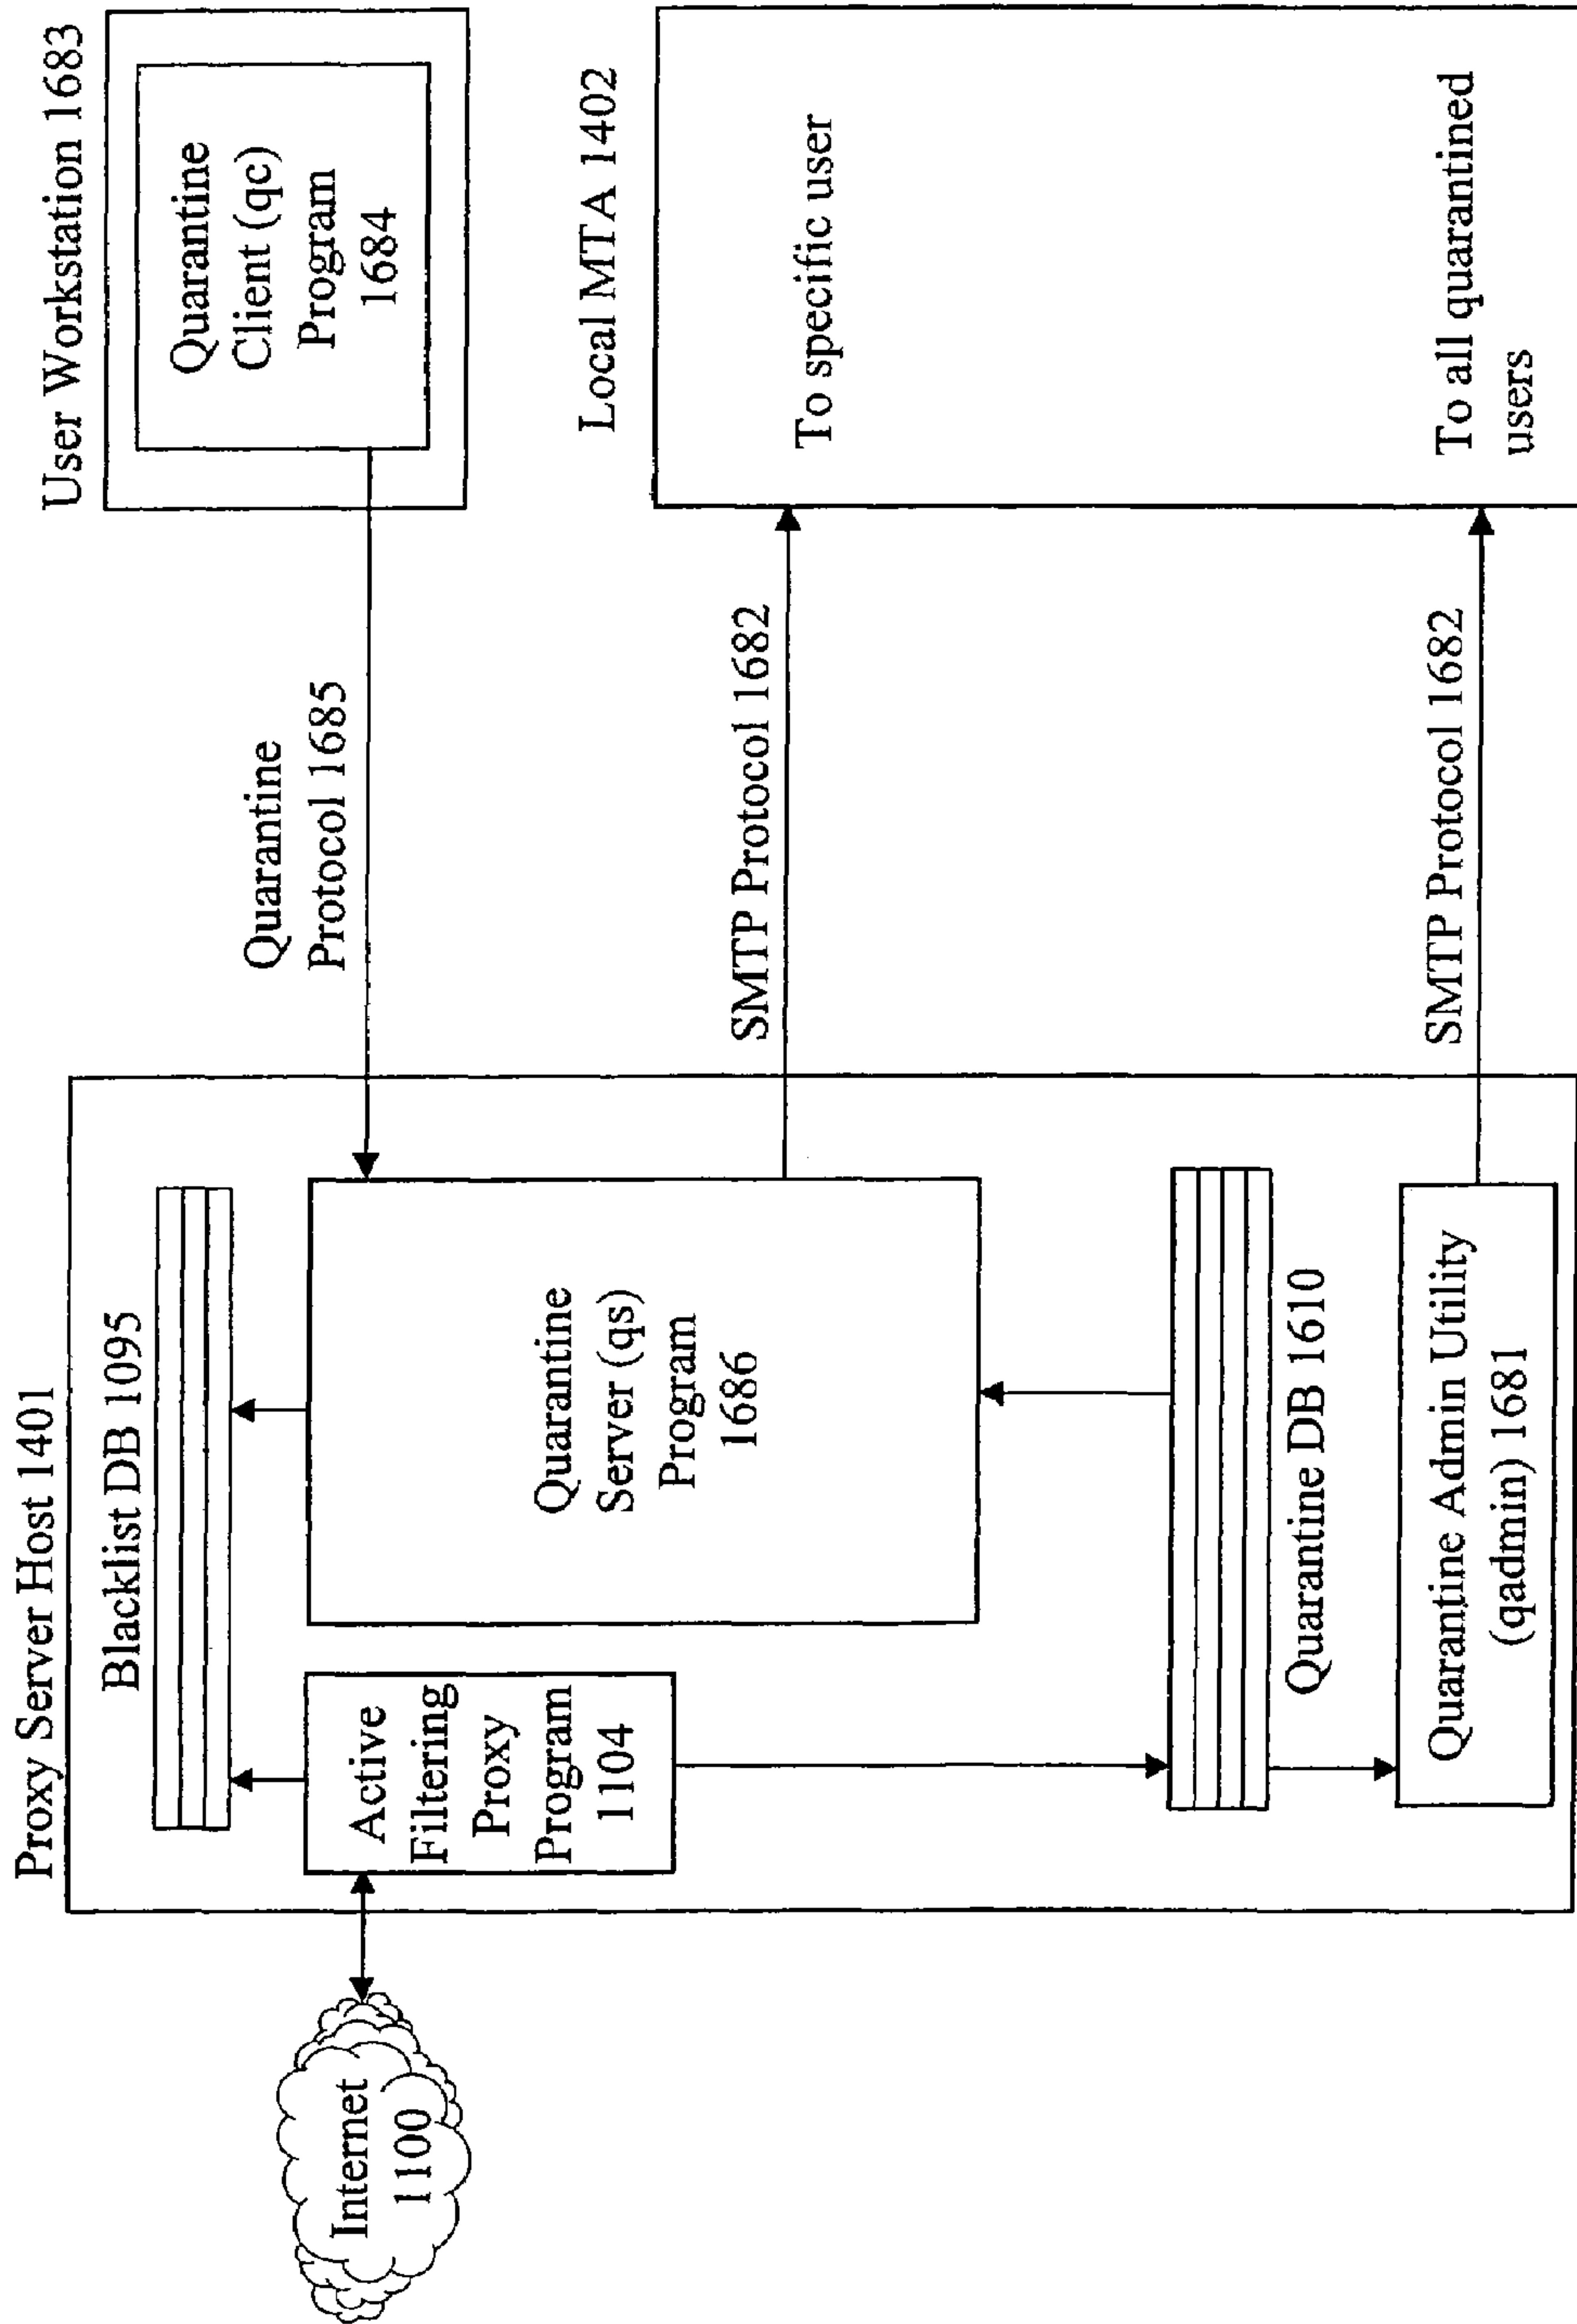 Proxy Server Host 1401
Blacklist DB 1095
Internet
1100
Active
Filtering
Proxy
Program
1104
Quarantine
Server (qs)
Program
1686
Quarantine DB 1610
Quarantine Admin Utility
(qadmin) 1681
Quarantine
Protocol 1685
SMTP Protocol 1682
SMTP Protocol 1682
User Workstation 1683
Quarantine
Client (qc)
Program
1684
Local MTA 1402
To specific user
To all quarantined
users